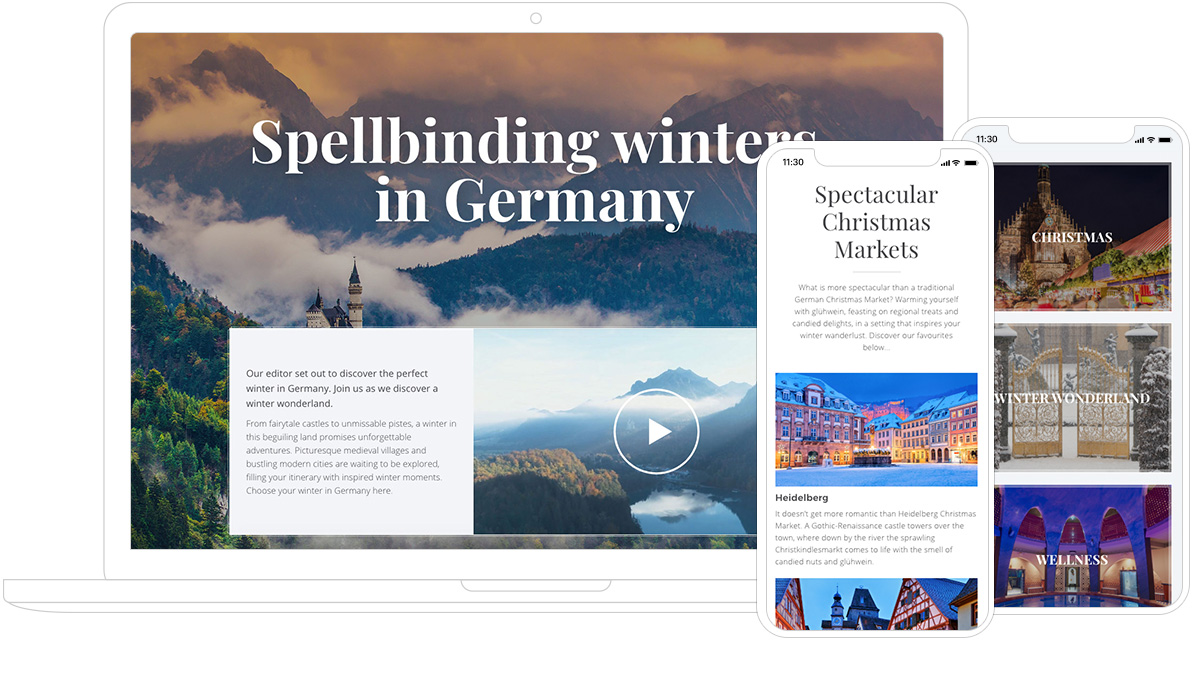 Spellbinding winters
in Germany
Our editor set out to discover the perfect
winter in Germany. Join us as we discover a
winter wonderland.
From fairytale castles to unmissable pistes, a winter in
this beguiling land promises unforgettable
adventures. Picturesque medieval villages and
bustling modern cities are waiting to be explored,
filling your itinerary with inspired winter moments.
Choose your winter in Germany here.
11:30
Spectacular
Christmas
Markets
What is more spectacular than a traditional
German Christmas Market? Warming yourself
with glühwein, feasting on regional treats and
candied delights, in a setting that inspires your
winter wanderlust. Discover our favourites
below...
Heidelberg
It doesn't get more romantic than Heidelberg Christmas
Market. A Gothic-Renaissance castle towers over the
town, where down by the river the sprawling
Christkindlesmarkt comes to life with the smell of
candied nuts and glühwein.
11:30
CHRISTMAS
WINTER WONDERLAND
WELLNESS